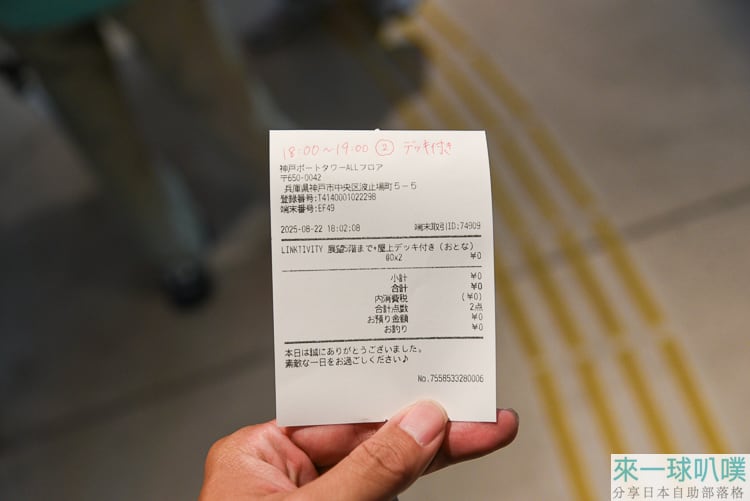 18:00～19:00 ② デッキ付き
神戸ポートタワーALLフロア
〒650-0042
兵庫県神戸市中央区波止場町５－５
登録番号:T4140001022298
端末番号:EF49
2025-08-22 18:02:08 端末取引ID:74909
LINKTIVITY 展望5階まで+屋上デッキ付き（おとな）
@0x2 ¥0
小計 ¥0
合計 ¥0
内消費税 (¥0)
合計点数 2点
お預り金額 ¥0
お釣り ¥0
本日は誠にありがとうございました。
素敵な一日をお過ごしください♪
No.7558533280006
來一球叭噗
分享日本自助部落格